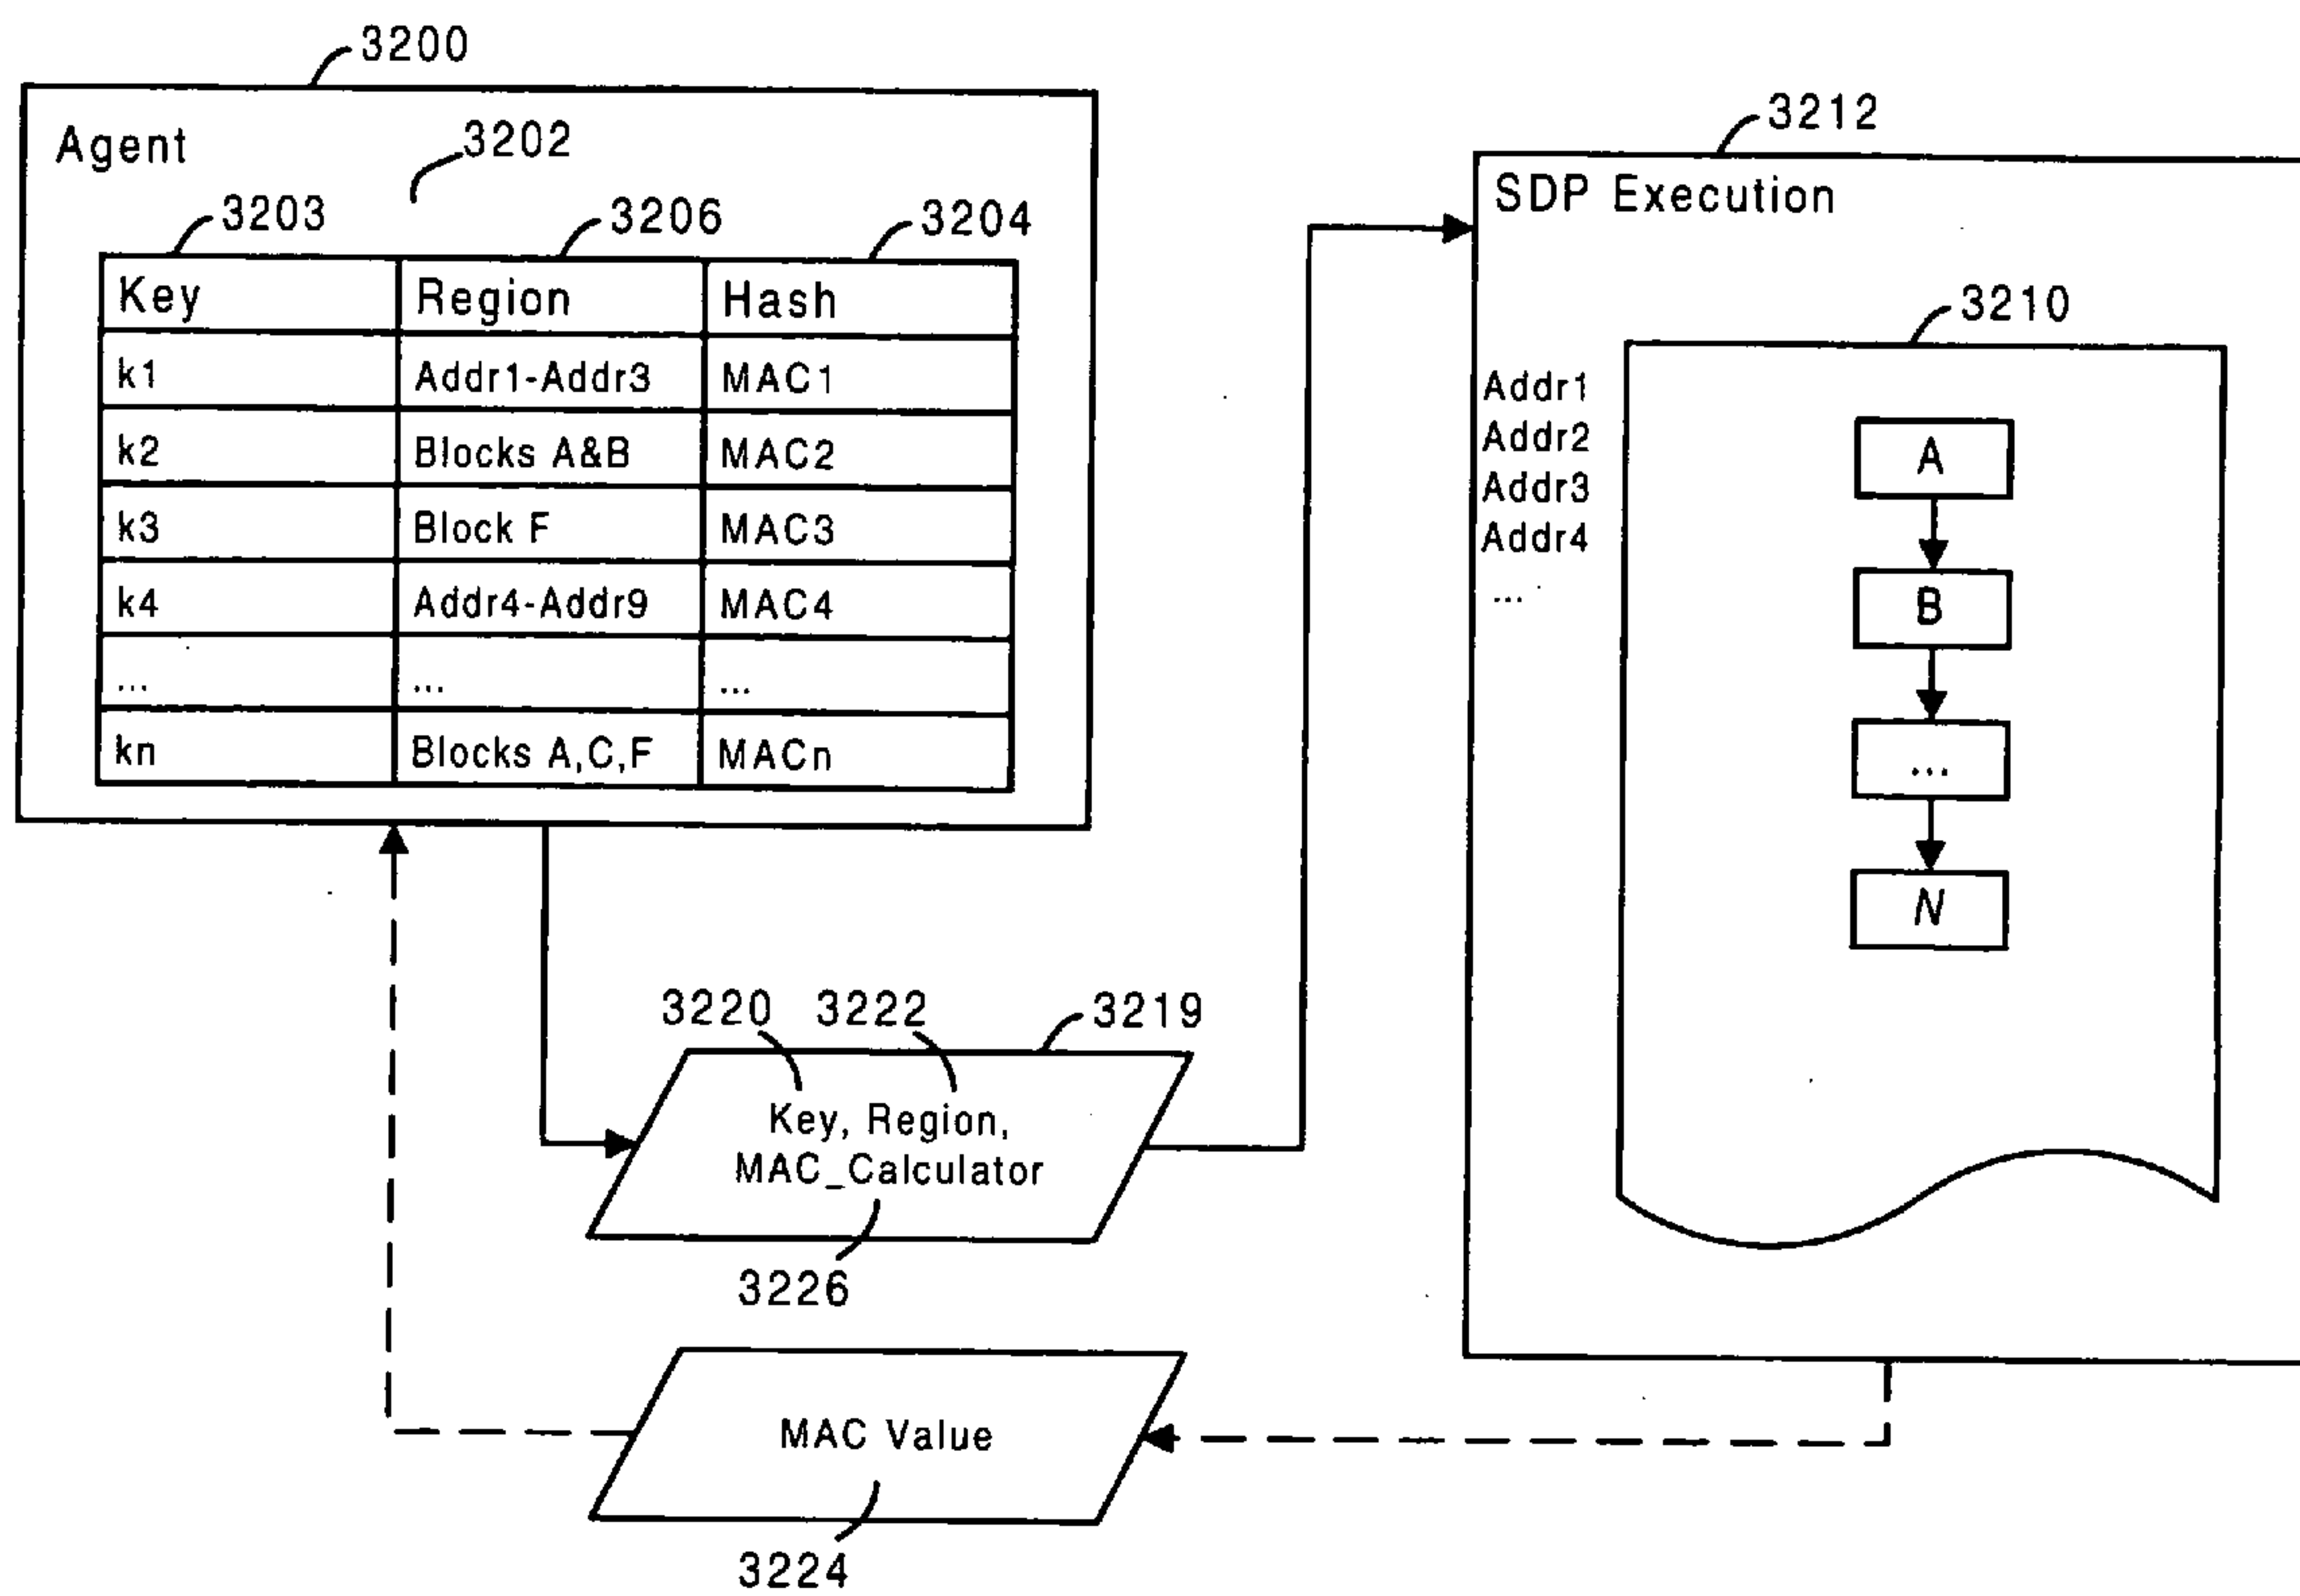 3200
Agent
3202
3203
3206
3204
Key Region Hash
k1 Addr1-Addr3 MAC1
k2 Blocks A&B MAC2
k3 Block F MAC3
k4 Addr4-Addr9 MAC4
... ... ...
kn Blocks A,C,F MACn
3212
SDP Execution
3210
Addr1
Addr2
Addr3
Addr4
...
A
B
...
N
3220 3222 3219
Key, Region,
MAC_Calculator
3226
MAC Value
3224